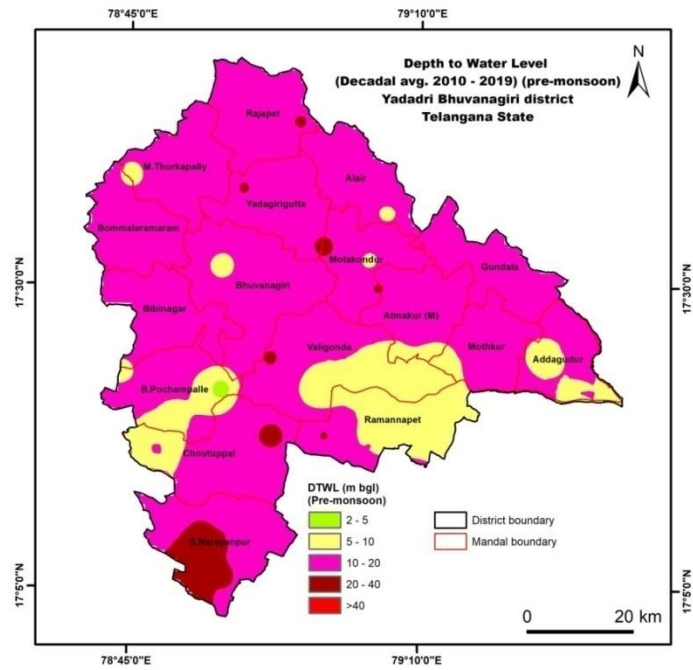 78°45'0"E
79°10'0"E
Depth to Water Level
(Decadal avg. 2010 - 2019) (pre-monsoon)
Yadadri Bhuvanagiri district
Telangana State
N
Rajapet
M.Thurkapally
Alair
Yadagirigutta
Bommalaramaram
Motakondur
Gundala
17°30'0"N
17°30'0"N
Bhuvanagiri
Bibinagar
Atmakur (M)
Valigonda
Mothkur
Addagudur
B.Pochampalle
Ramannapet
Choutuppal
DTWL (m bgl)
(Pre-monsoon)
2 - 5
5 - 10
10 - 20
20 - 40
>40
District boundary
Mandal boundary
S.Narayanpur
17°5'0"N
17°5'0"N
0
20 km
78°45'0"E
79°10'0"E